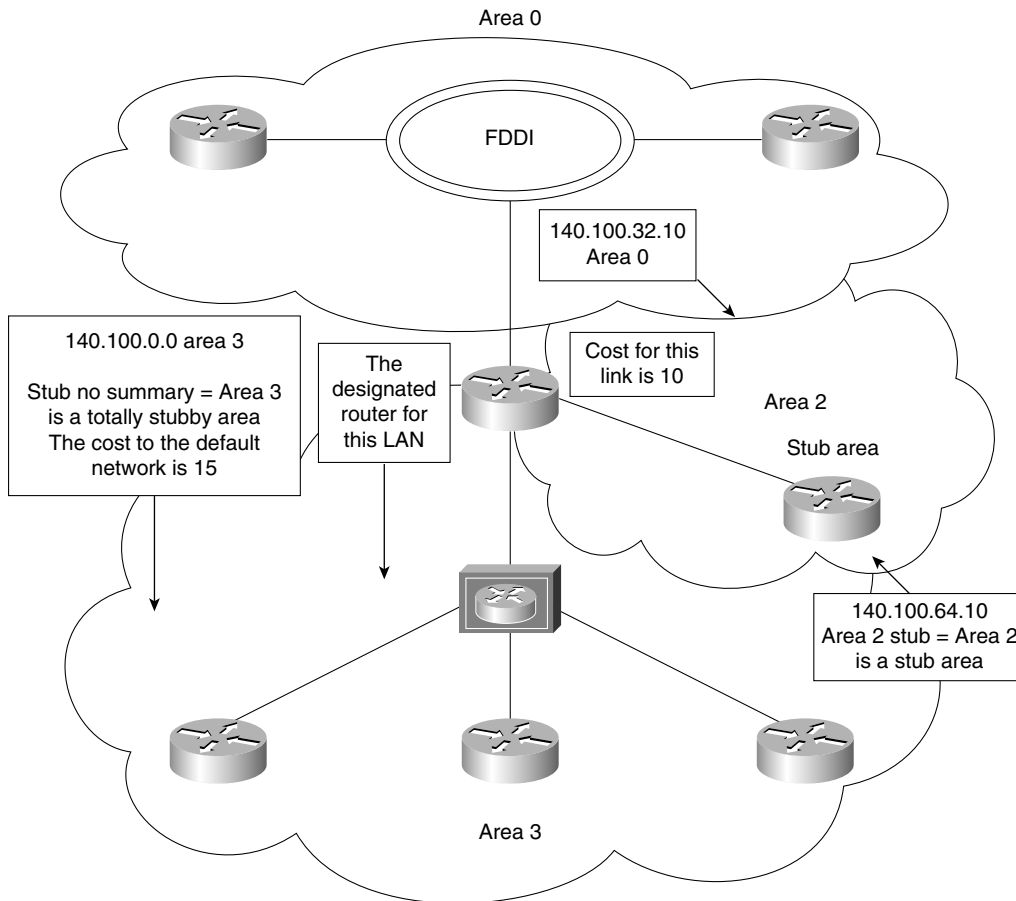 Area 0
FDDI
140.100.32.10
Area 0
140.100.0.0 area 3
Stub no summary = Area 3
is a totally stubby area
The cost to the default
network is 15
The
designated
router for
this LAN
Cost for this
link is 10
Area 2
Stub area
140.100.64.10
Area 2 stub = Area 2
is a stub area
Area 3